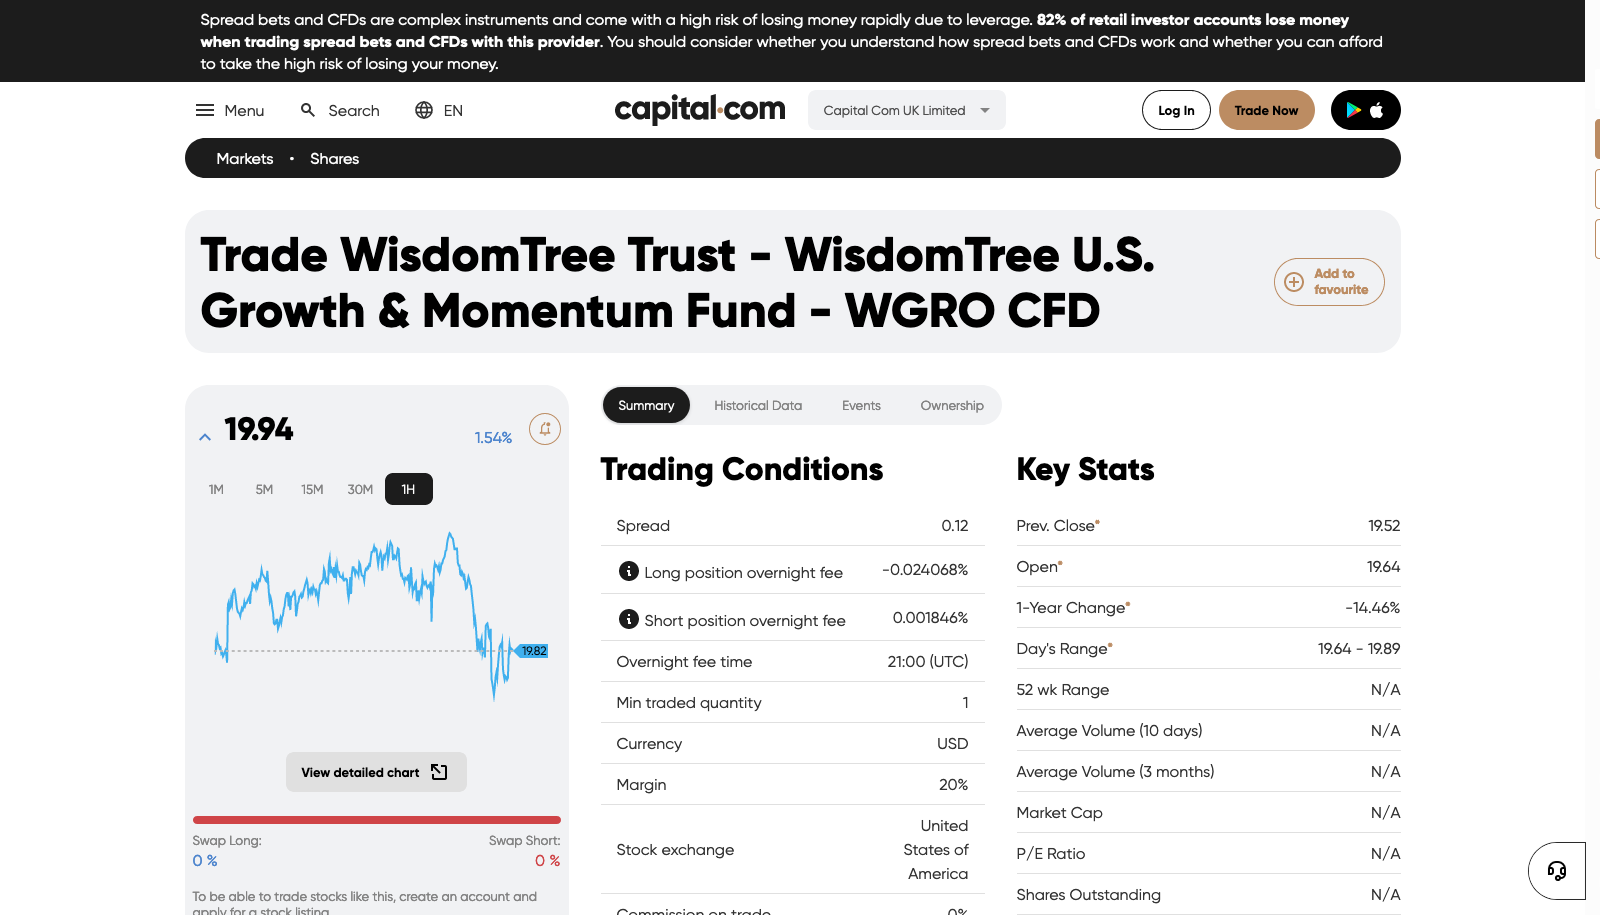 Spread bets and CFDs are complex instruments and come with a high risk of losing money rapidly due to leverage. 82% of retail investor accounts lose money
when trading spread bets and CFDs with this provider. You should consider whether you understand how spread bets and CFDs work and whether you can afford
to take the high risk of losing your money.
Menu Search EN capital.com Capital Com UK Limited Log In Trade Now
Markets • Shares
Trade WisdomTree Trust - WisdomTree U.S.
Growth & Momentum Fund - WGRO CFD
Add to
favourite
19.94 1.54%
1M 5M 15M 30M 1H
19.82
View detailed chart
Swap Long: Swap Short:
0 % 0 %
To be able to trade stocks like this, create an account and
apply for a stock listing
Summary Historical Data Events Ownership
Trading Conditions
Spread 0.12
Long position overnight fee -0.024068%
Short position overnight fee 0.001846%
Overnight fee time 21:00 (UTC)
Min traded quantity 1
Currency USD
Margin 20%
Stock exchange United
States of
America
Commission on trade 0%
Key Stats
Prev. Close* 19.52
Open* 19.64
1-Year Change* -14.46%
Day's Range* 19.64 - 19.89
52 wk Range N/A
Average Volume (10 days) N/A
Average Volume (3 months) N/A
Market Cap N/A
P/E Ratio N/A
Shares Outstanding N/A